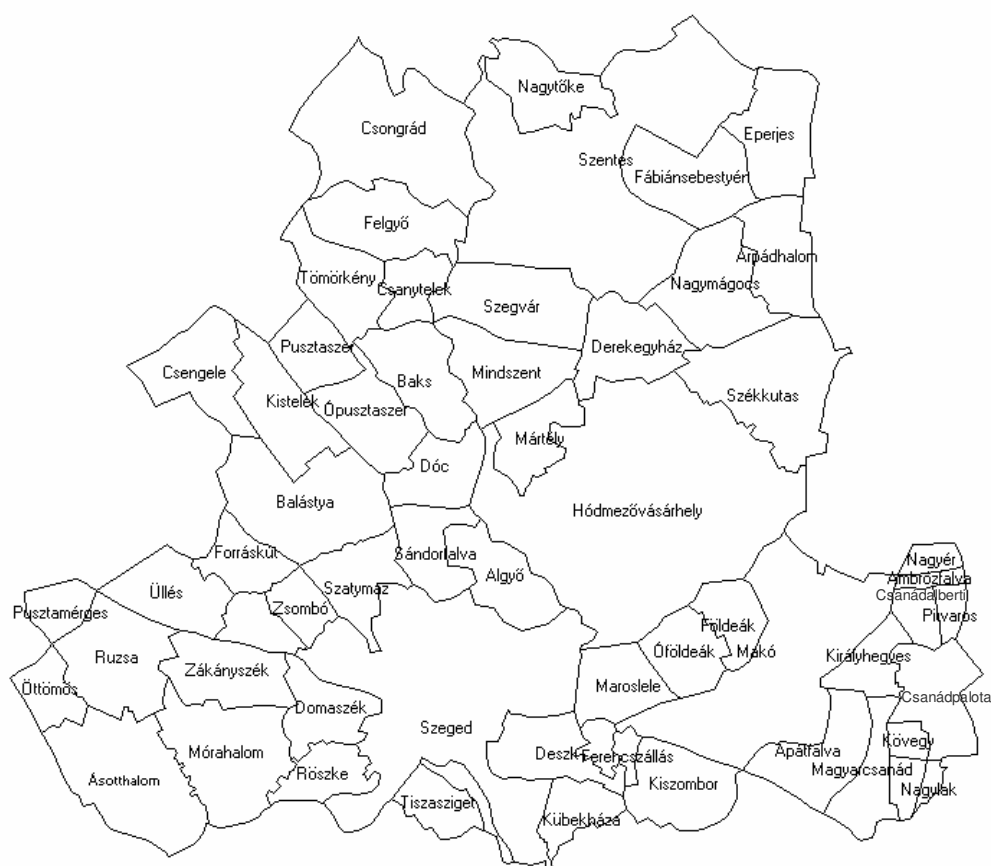 Nagytőke
Csongrád
Eperjes
Szentes
Fábiánsebestyén
Felgyő
Árpádhalom
Tömörkény
Csanytelek
Nagymágocs
Szegvár
Pusztaszer
Derekegyház
Csengele
Baks
Mindszent
Kistelek
Ópusztaszer
Székkutas
Mártély
Dóc
Balástya
Hódmezővásárhely
Forráskút
Sándorfalva
Nagyér
Algyő
Ambrózfalva
Üllés
Szatymaz
Csanádalberti
Pusztamérges
Zsombó
Pitvaros
Földeák
Ruzsa
Óföldeák
Makó
Királyhegyes
Zákányszék
Öttömös
Maroslele
Csanádpalota
Domaszék
Szeged
Kövegy
Mórahalom
Deszk
Ferencszállás
Apátfalva
Röszke
Magyarcsanád
Ásotthalom
Kiszombor
Nagylak
Tiszasziget
Kübekháza